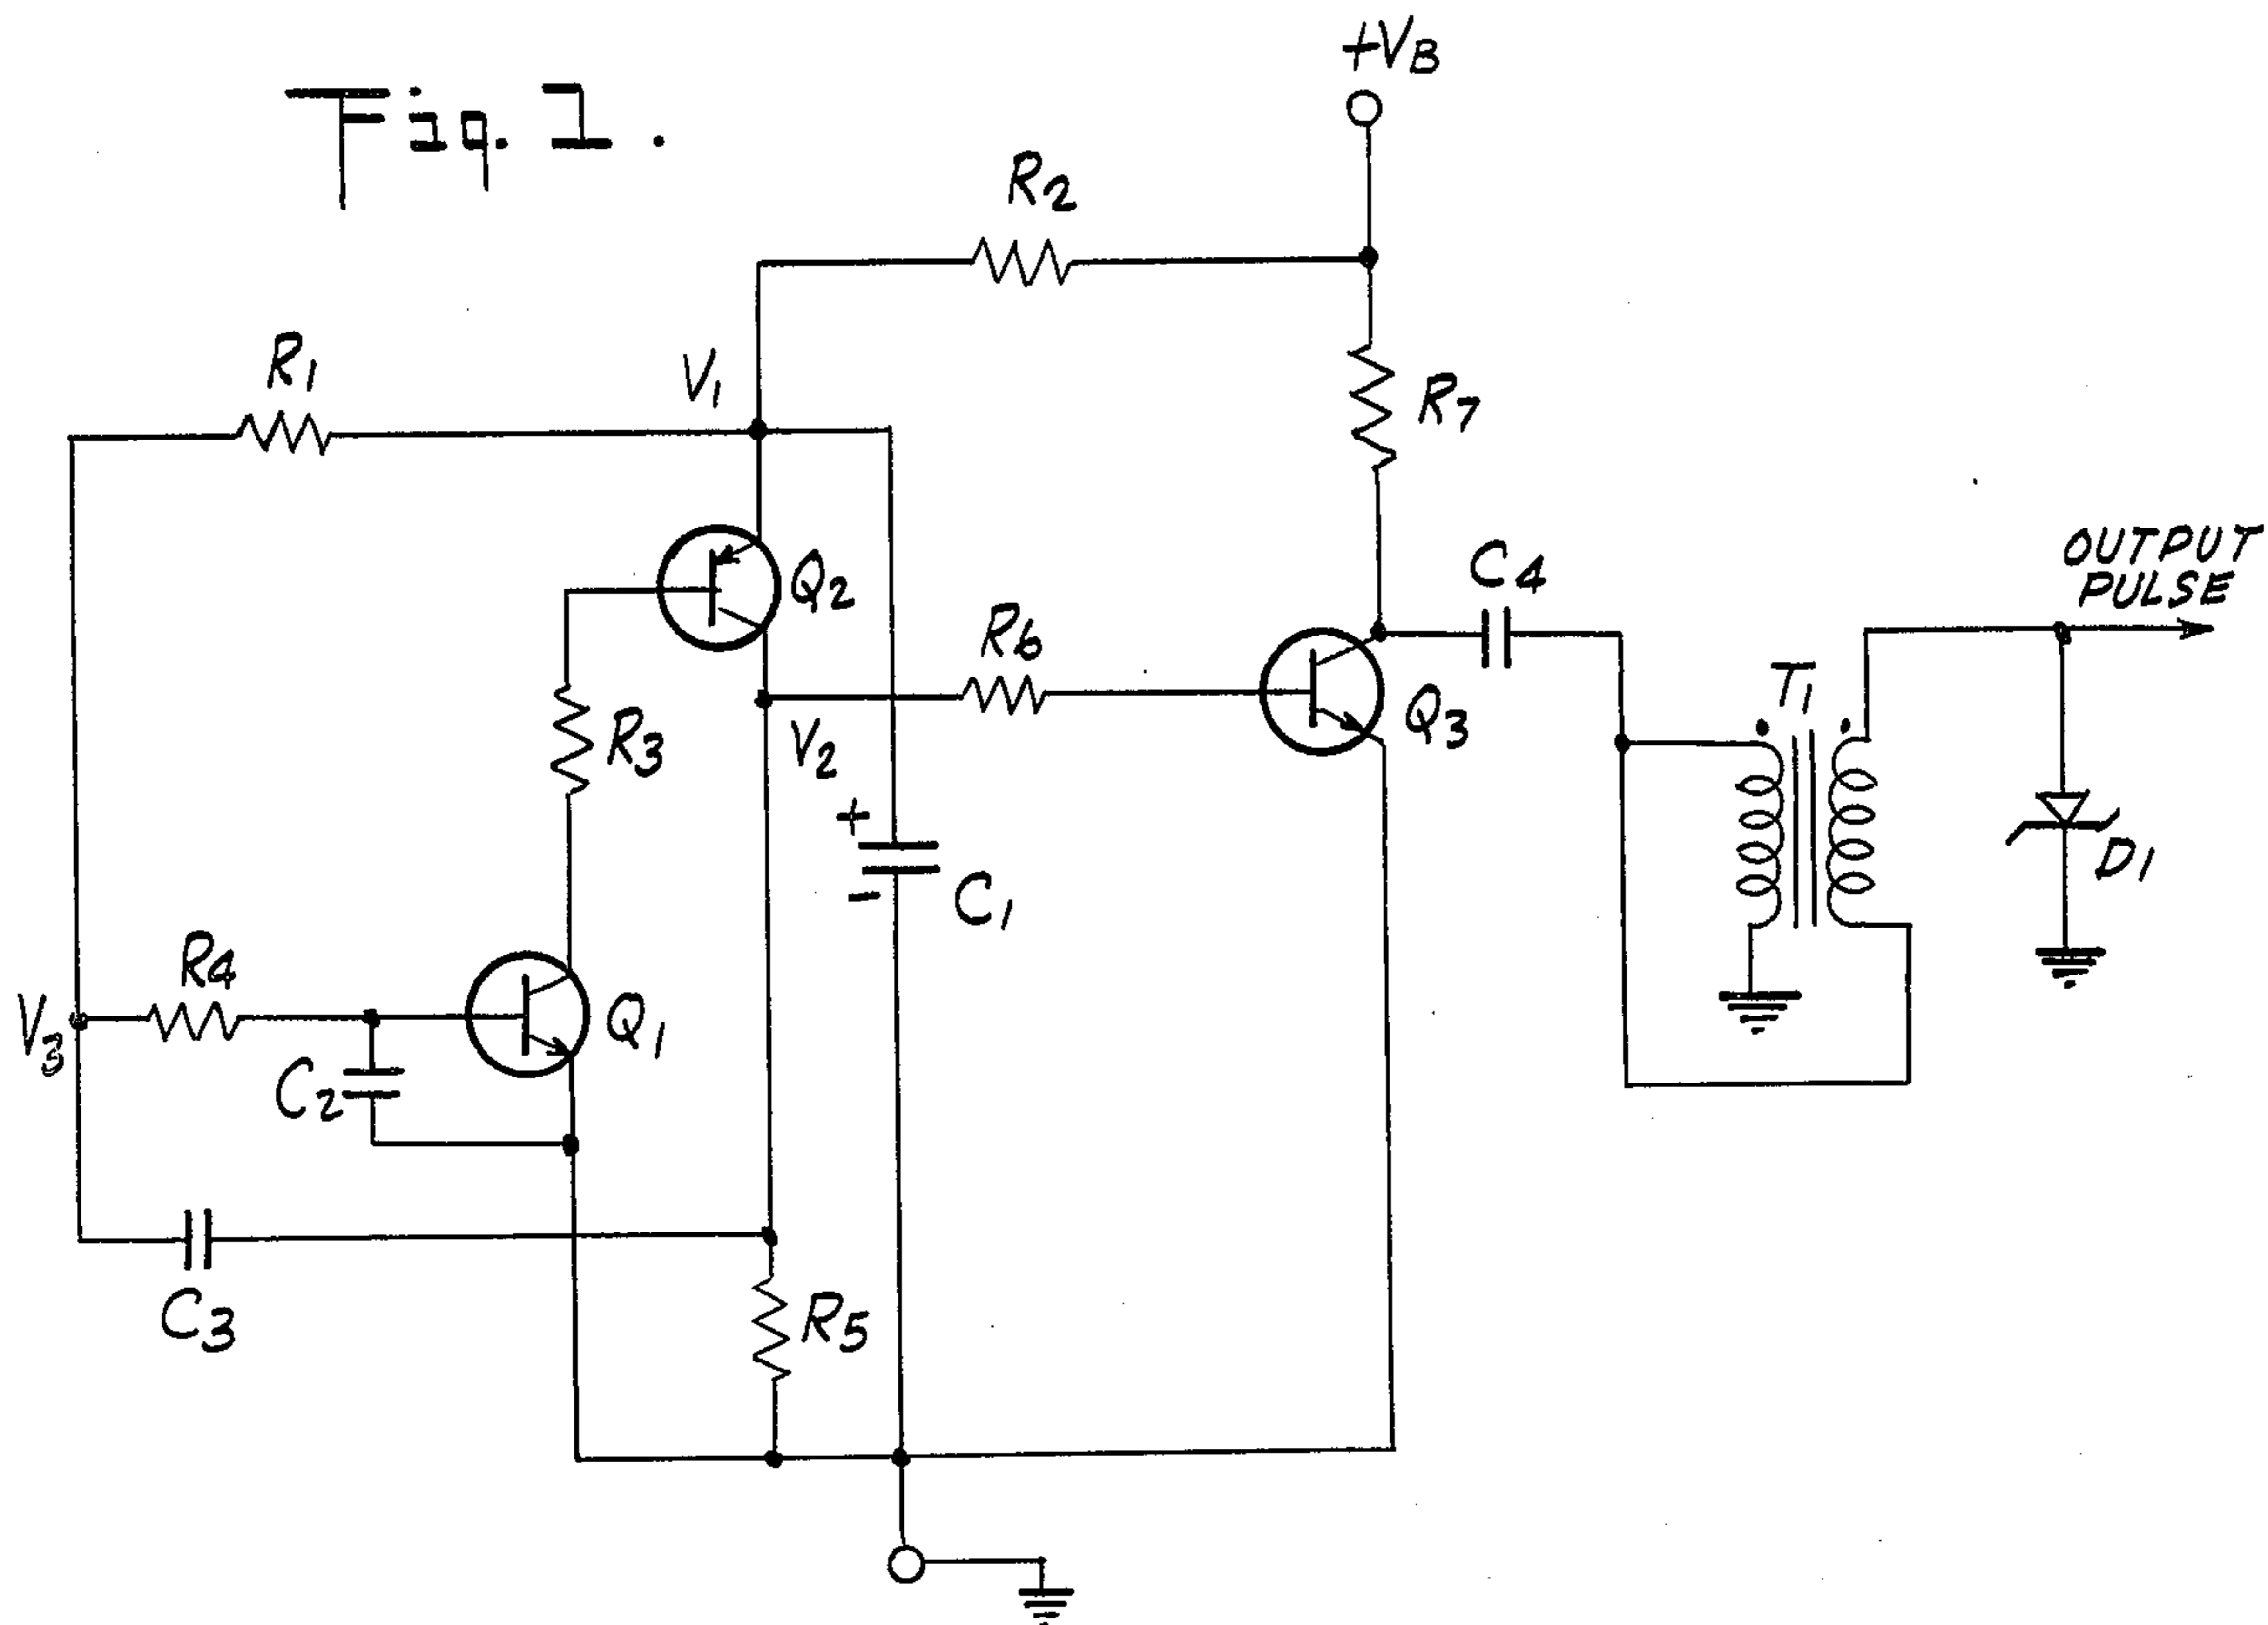 Fig. 1.
+VB
R2
R1
V1
R7
Q2
C4
OUTPUT
PULSE
R6
T1
R3
V2
Q3
+
-
C1
D1
R4
V3
Q1
C2
C3
R5